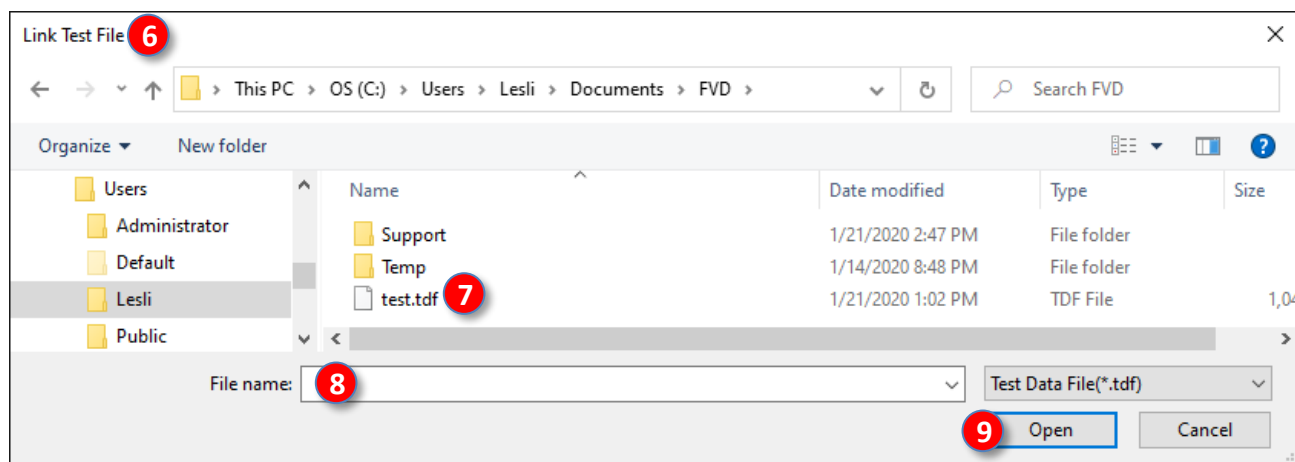 Link Test File 6
This PC > OS (C:) > Users > Lesli > Documents > FVD >
Search FVD
Organize New folder
Name Date modified Type Size
Users
Administrator
Default
Lesli
Public
Support 1/21/2020 2:47 PM File folder
Temp 1/14/2020 8:48 PM File folder
test.tdf 7 1/21/2020 1:02 PM TDF File 1,04
File name: 8 Test Data File(*.tdf)
9 Open Cancel